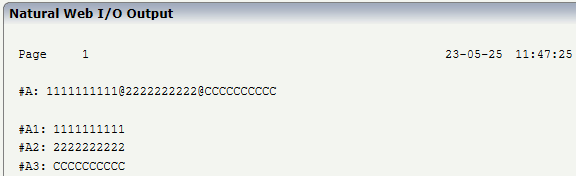 Natural Web I/O Output
Page 1 23-05-25 11:47:25
#A: 1111111111@2222222222@CCCCCCCCCC
#A1: 1111111111
#A2: 2222222222
#A3: CCCCCCCCCC